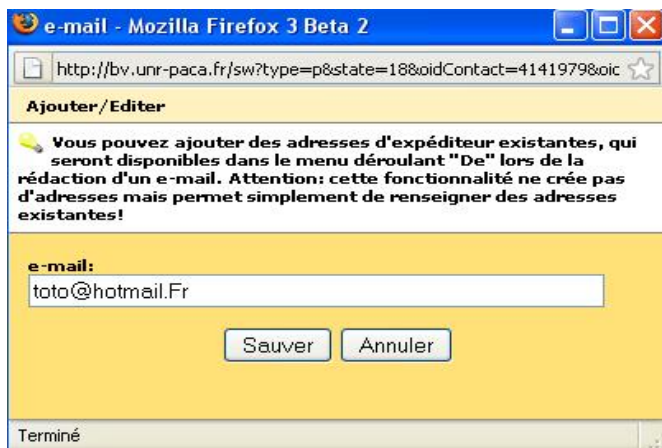 e-mail - Mozilla Firefox 3 Beta 2
http://bv.unr-paca.fr/sw?type=p&state=18&oidContact=4141979&oic
Ajouter/Editer
Vous pouvez ajouter des adresses d'expéditeur existantes, qui
seront disponibles dans le menu déroulant "De" lors de la
rédaction d'un e-mail. Attention: cette fonctionnalité ne crée pas
d'adresses mais permet simplement de renseigner des adresses
existantes!
e-mail:
toto@hotmail.Fr
Sauver Annuler
Terminé